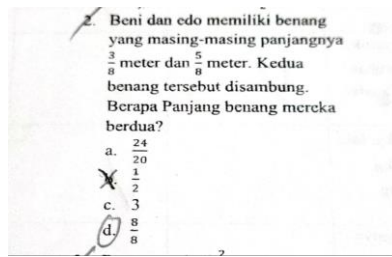 2. Beni dan edo memiliki benang
yang masing-masing panjangnya
3/8 meter dan 5/8 meter. Kedua
benang tersebut disambung.
Berapa Panjang benang mereka
berdua?
a. 24/20
1/2
c. 3
d. 8/8